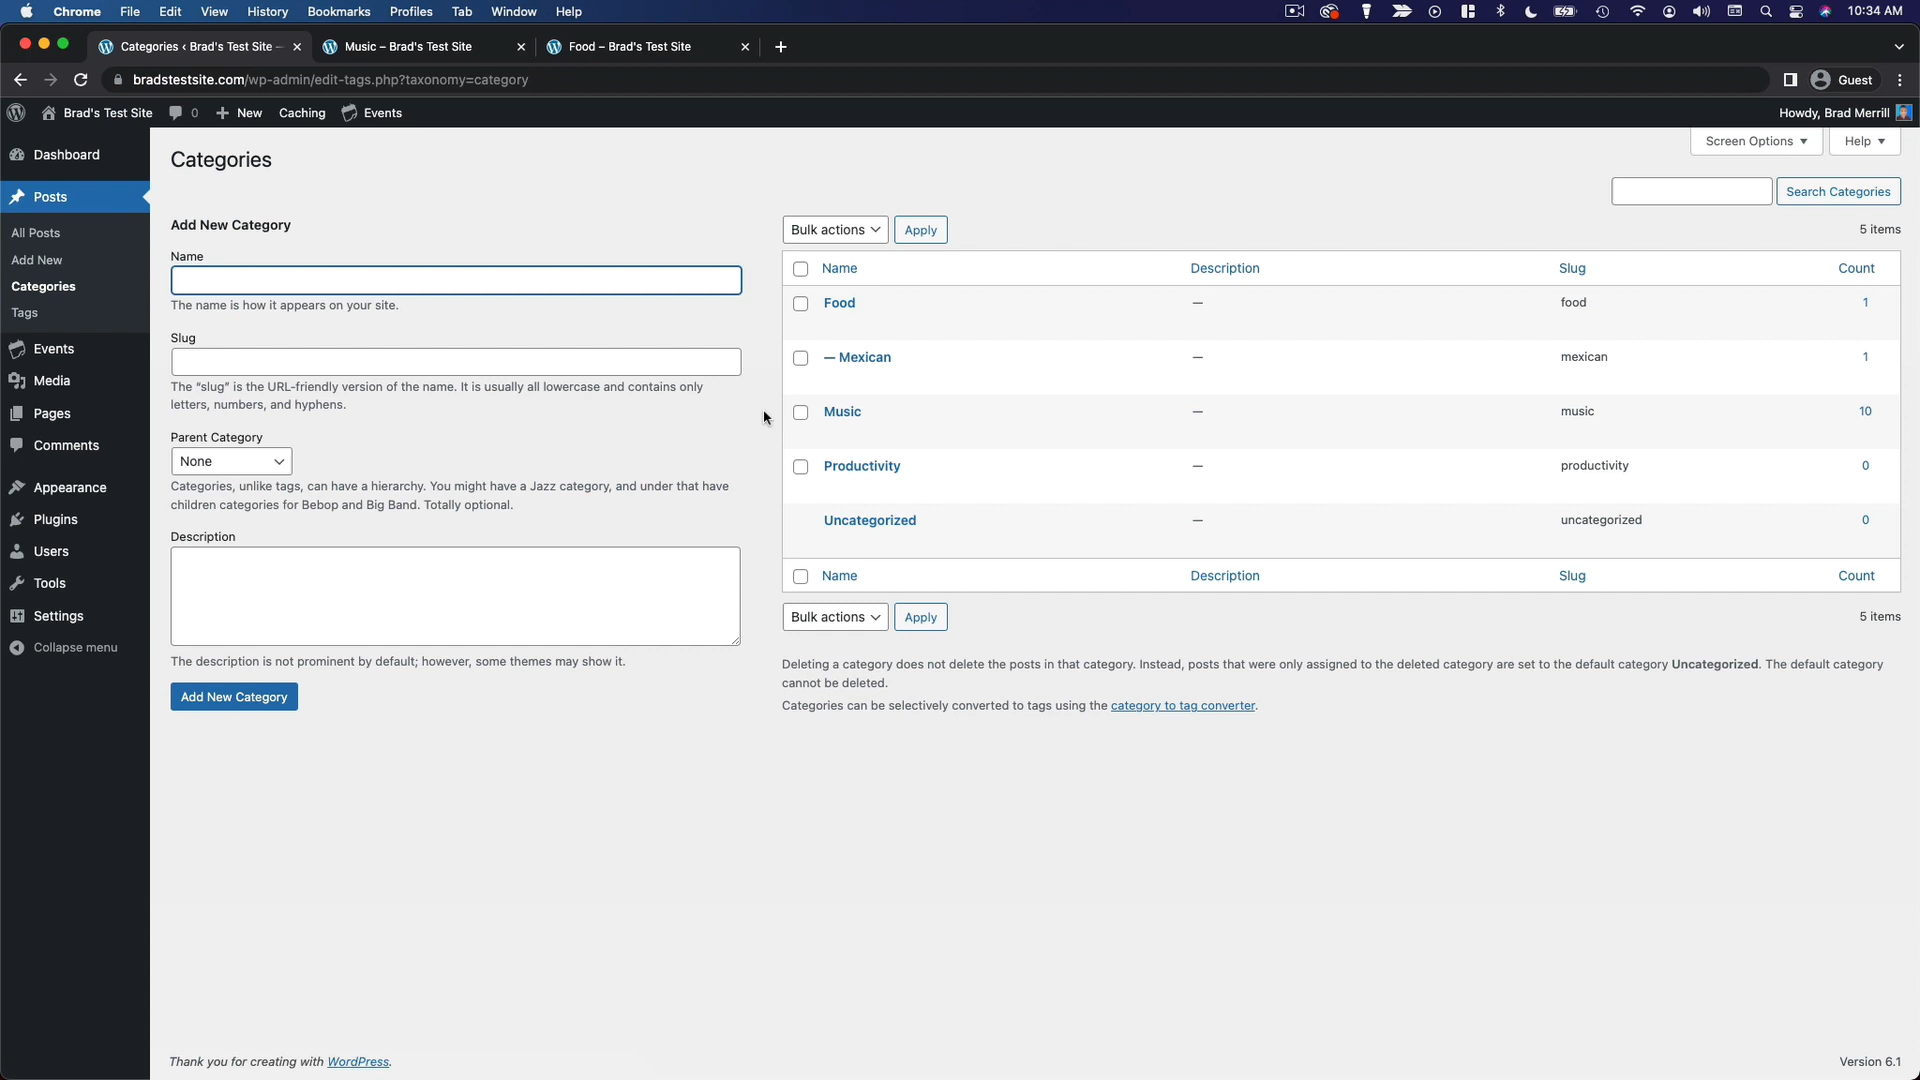 Chrome File Edit View History Bookmarks Profiles Tab Window Help 10:34 AM
Categories ‹ Brad's Test Site — Music – Brad's Test Site Food – Brad's Test Site
bradstestsite.com/wp-admin/edit-tags.php?taxonomy=category Guest
Brad's Test Site 0 New Caching Events Howdy, Brad Merrill
Dashboard
Posts
All Posts
Add New
Categories
Tags
Events
Media
Pages
Comments
Appearance
Plugins
Users
Tools
Settings
Collapse menu
Categories
Screen Options Help
Search Categories
Add New Category
Name
The name is how it appears on your site.
Slug
The “slug” is the URL-friendly version of the name. It is usually all lowercase and contains only
letters, numbers, and hyphens.
Parent Category
None
Categories, unlike tags, can have a hierarchy. You might have a Jazz category, and under that have
children categories for Bebop and Big Band. Totally optional.
Description
The description is not prominent by default; however, some themes may show it.
Add New Category
Bulk actions Apply 5 items
Name Description Slug Count
Food — food 1
— Mexican — mexican 1
Music — music 10
Productivity — productivity 0
Uncategorized — uncategorized 0
Name Description Slug Count
Bulk actions Apply 5 items
Deleting a category does not delete the posts in that category. Instead, posts that were only assigned to the deleted category are set to the default category Uncategorized. The default category
cannot be deleted.
Categories can be selectively converted to tags using the category to tag converter.
Thank you for creating with WordPress. Version 6.1